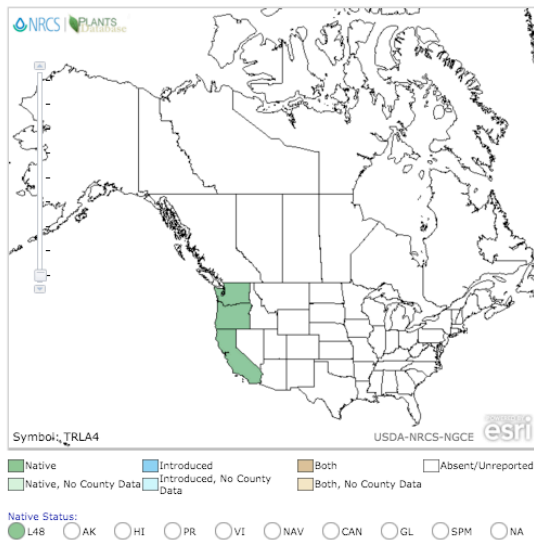 NRCS | PLANTS
Database
Symbol: TRLA4
USDA-NRCS-NGCE
POWERED BY
esri
Native
Introduced
Both
Absent/Unreported
Native, No County Data
Introduced, No County
Data
Both, No County Data
Native Status:
L48 AK HI PR VI NAV CAN GL SPM NA